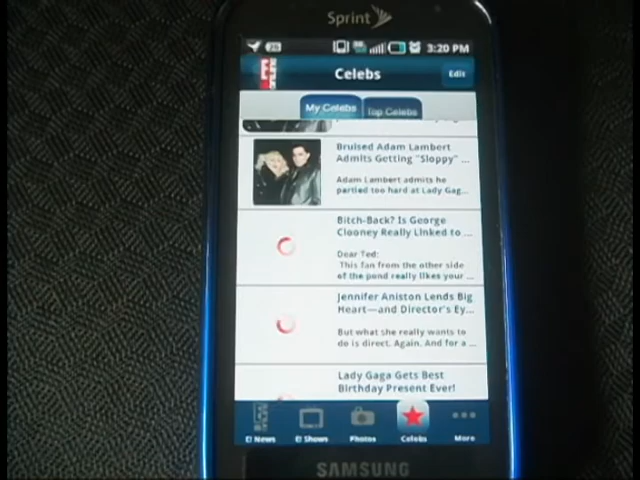 Sprint
3:20 PM
Celebs
Edit
My Celebs
Top Celebs
Bruised Adam Lambert
Admits Getting "Sloppy" ...
Adam Lambert admits he
partied too hard at Lady Gag...
Bitch-Back? Is George
Clooney Really Linked to ...
Dear Ted:
This fan from the other side
of the pond really likes your ...
Jennifer Aniston Lends Big
Heart—and Director's Ey...
But what she really wants to
do is direct. Again. And for a ...
Lady Gaga Gets Best
Birthday Present Ever!
E! News
E! Shows
Photos
Celebs
More
SAMSUNG